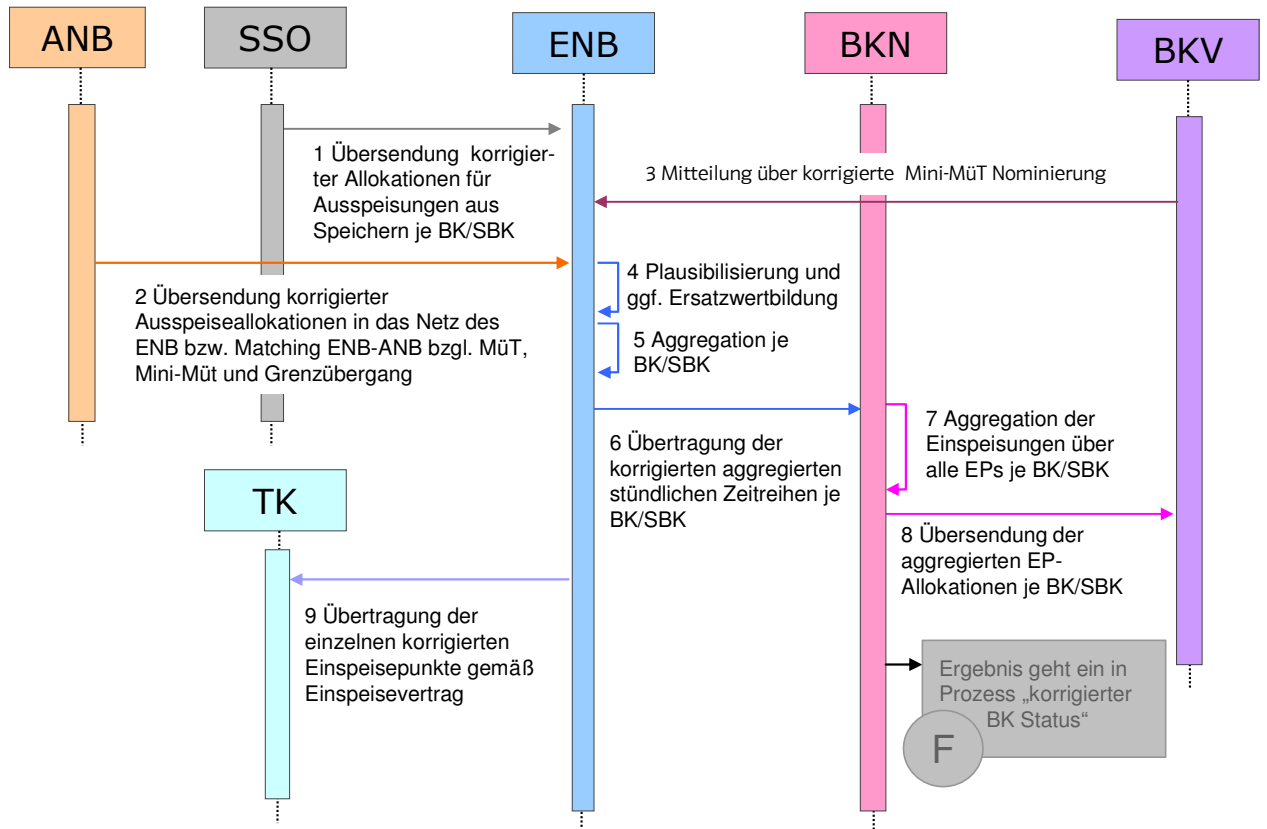 ANB
SSO
ENB
BKN
BKV
1 Übersendung korrigier-
ter Allokationen für
Ausspeisungen aus
Speichern je BK/SBK
3 Mitteilung über korrigierte Mini-MüT Nominierung
2 Übersendung korrigierter
Ausspeiseallokationen in das Netz des
ENB bzw. Matching ENB-ANB bzgl. MüT,
Mini-Müt und Grenzübergang
4 Plausibilisierung und
ggf. Ersatzwertbildung
5 Aggregation je
BK/SBK
6 Übertragung der
korrigierten aggregierten
stündlichen Zeitreihen je
BK/SBK
7 Aggregation der
Einspeisungen über
alle EPs je BK/SBK
8 Übersendung der
aggregierten EP-
Allokationen je BK/SBK
TK
9 Übertragung der
einzelnen korrigierten
Einspeisepunkte gemäß
Einspeisevertrag
Ergebnis geht ein in
Prozess „korrigierter
BK Status“
F